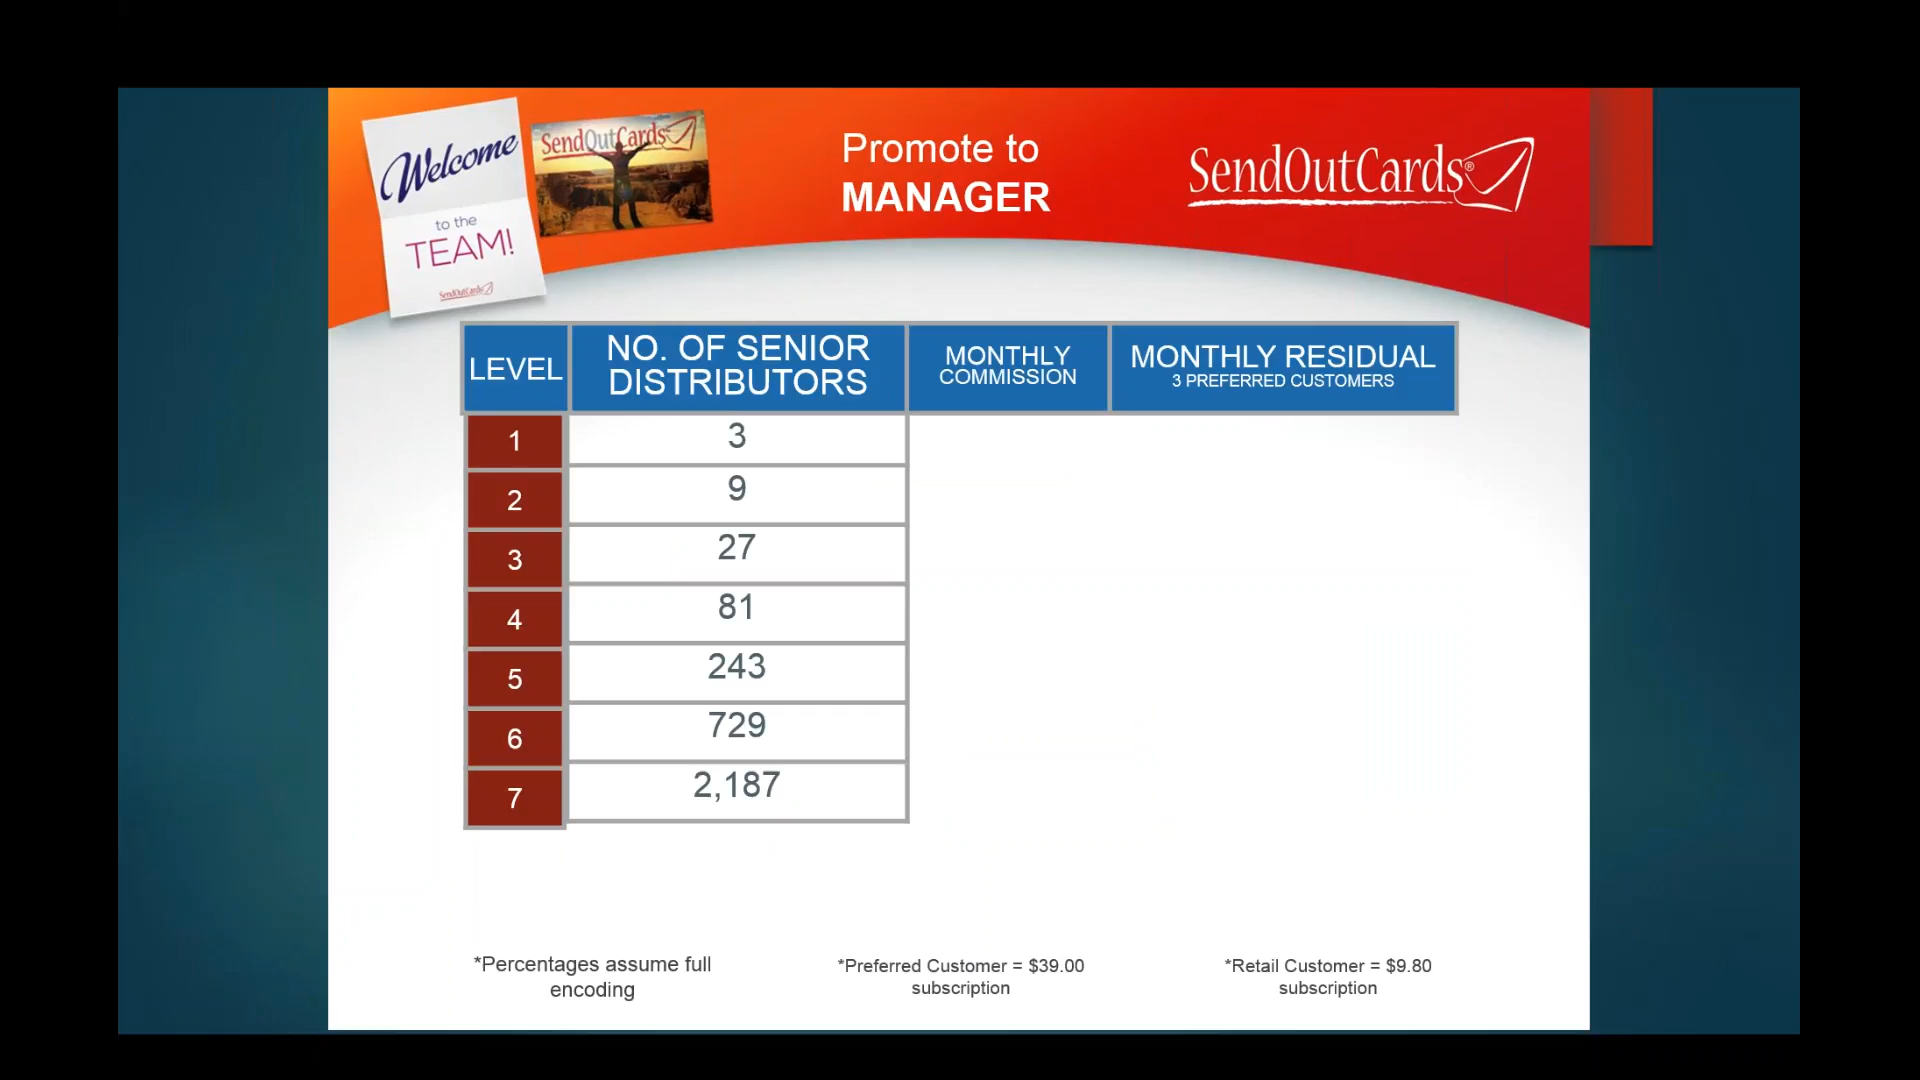 Welcome
to the
TEAM!
SendOutCards
SendOutCards
Promote to
MANAGER
SendOutCards®
LEVEL
NO. OF SENIOR
DISTRIBUTORS
MONTHLY
COMMISSION
MONTHLY RESIDUAL
3 PREFERRED CUSTOMERS
1 3
2 9
3 27
4 81
5 243
6 729
7 2,187
*Percentages assume full
encoding
*Preferred Customer = $39.00
subscription
*Retail Customer = $9.80
subscription